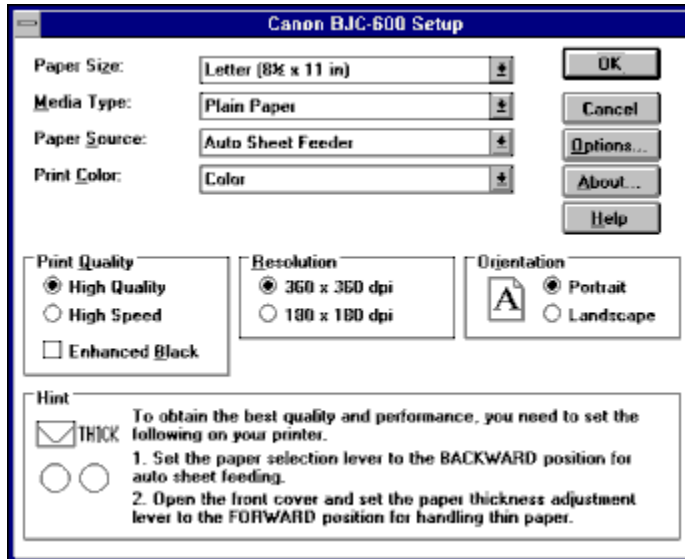 Canon BJC-600 Setup
Paper Size: Letter (8½ x 11 in) OK
Media Type: Plain Paper Cancel
Paper Source: Auto Sheet Feeder Options...
Print Color: Color About...
Help
Print Quality
High Quality
High Speed
Enhanced Black
Resolution
360 x 360 dpi
180 x 180 dpi
Orientation
A
Portrait
Landscape
Hint
THICK
To obtain the best quality and performance, you need to set the
following on your printer.
1. Set the paper selection lever to the BACKWARD position for
auto sheet feeding.
2. Open the front cover and set the paper thickness adjustment
lever to the FORWARD position for handling thin paper.